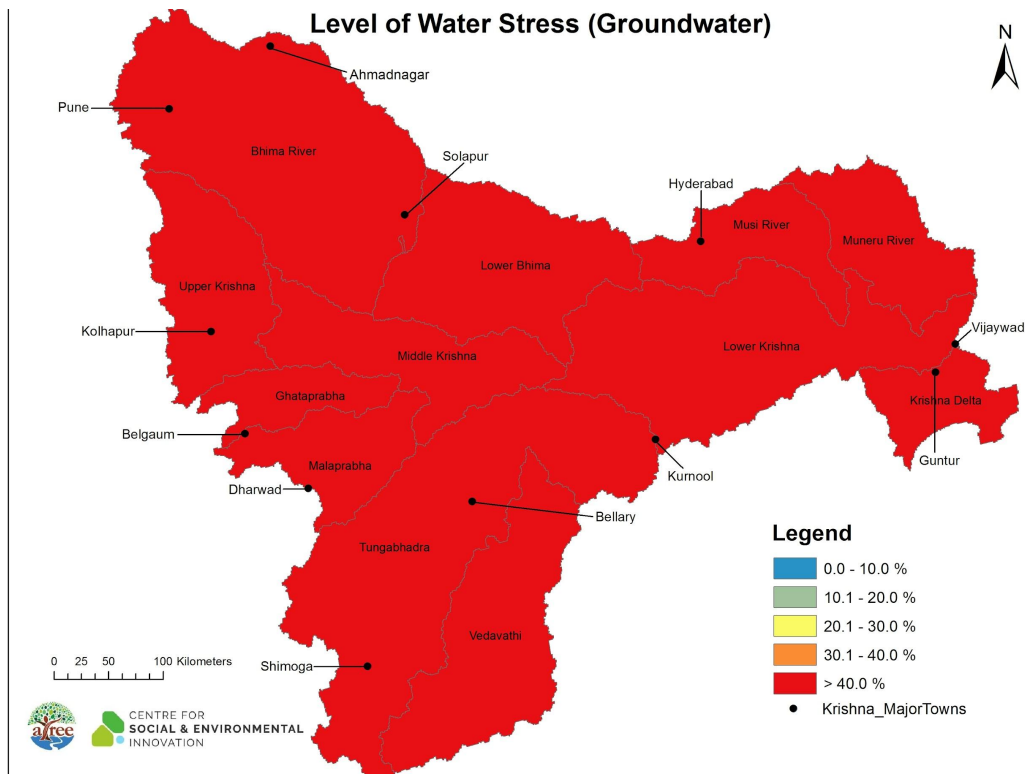 Level of Water Stress (Groundwater)
N
Ahmadnagar
Pune
Bhima River
Solapur
Hyderabad
Musi River
Muneru River
Lower Bhima
Upper Krishna
Kolhapur
Vijaywad
Lower Krishna
Middle Krishna
Ghataprabha
Krishna Delta
Belgaum
Malaprabha
Guntur
Kurnool
Dharwad
Bellary
Tungabhadra
Vedavathi
Shimoga
Legend
0.0 - 10.0 %
10.1 - 20.0 %
20.1 - 30.0 %
30.1 - 40.0 %
> 40.0 %
Krishna_MajorTowns
0 25 50 100 Kilometers
atree
CENTRE FOR
SOCIAL & ENVIRONMENTAL
INNOVATION